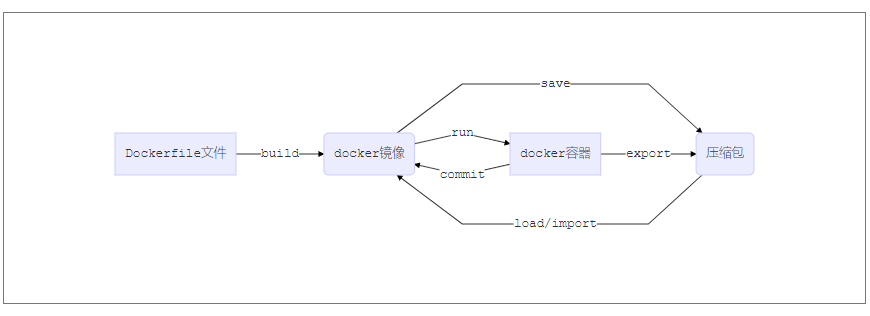 save
run
Dockerfile文件
build
docker镜像
docker容器
export
压缩包
commit
load/import